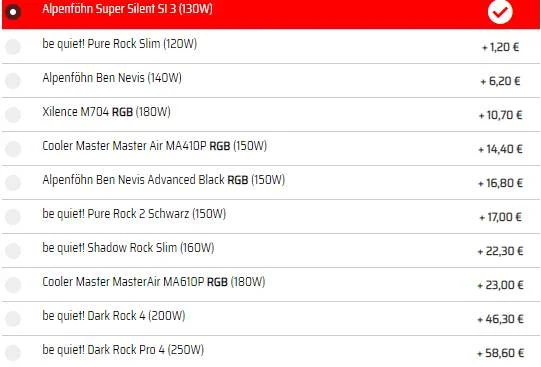 Alpenföhn Super Silent SI 3 (130W)
be quiet! Pure Rock Slim (120W) + 1,20 €
Alpenföhn Ben Nevis (140W) + 6,20 €
Xilence M704 RGB (180W) + 10,70 €
Cooler Master Master Air MA410P RGB (150W) + 14,40 €
Alpenföhn Ben Nevis Advanced Black RGB (150W) + 16,80 €
be quiet! Pure Rock 2 Schwarz (150W) + 17,00 €
be quiet! Shadow Rock Slim (160W) + 22,30 €
Cooler Master MasterAir MA610P RGB (180W) + 23,00 €
be quiet! Dark Rock 4 (200W) + 46,30 €
be quiet! Dark Rock Pro 4 (250W) + 58,60 €